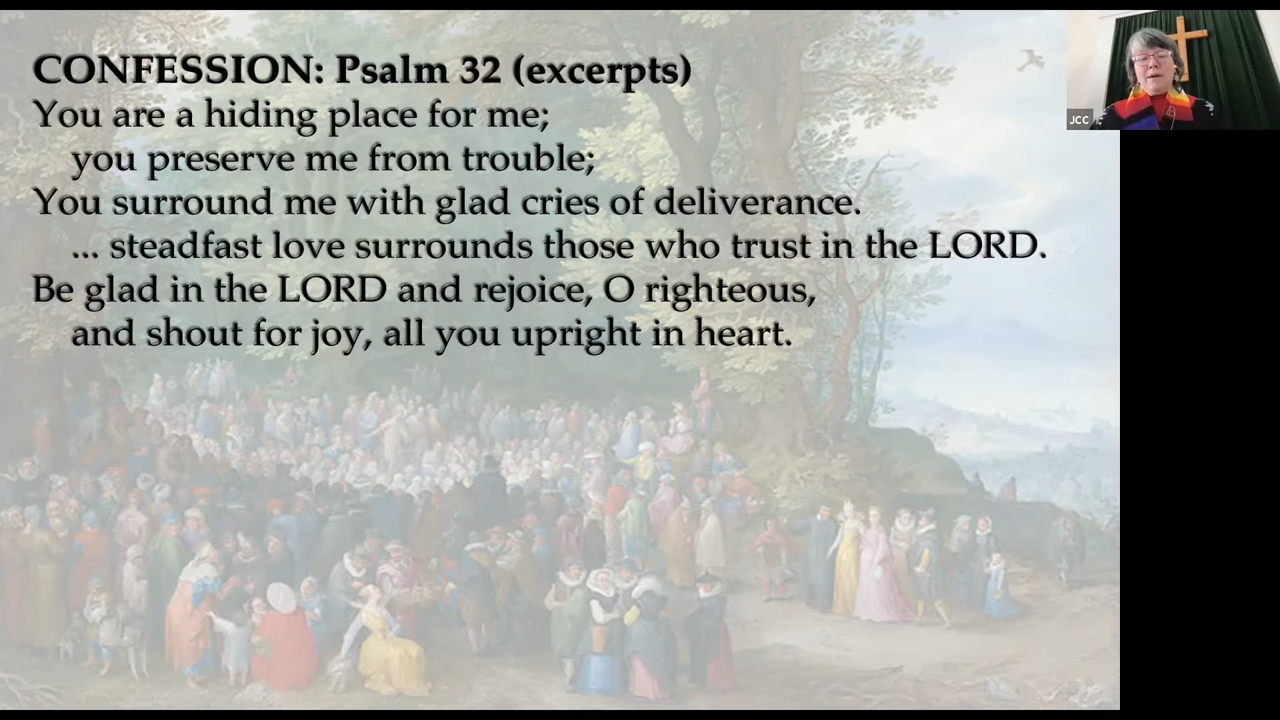 CONFESSION: Psalm 32 (excerpts)
You are a hiding place for me;
you preserve me from trouble;
You surround me with glad cries of deliverance.
... steadfast love surrounds those who trust in the LORD.
Be glad in the LORD and rejoice, O righteous,
and shout for joy, all you upright in heart.
JCC